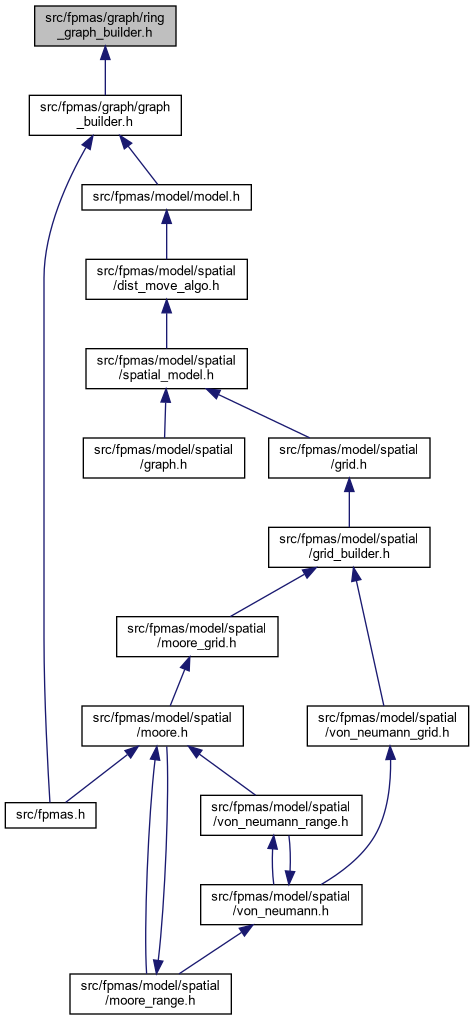 src/fpmas/graph/ring
_graph_builder.h
src/fpmas/graph/graph
_builder.h
src/fpmas/model/model.h
src/fpmas/model/spatial
/dist_move_algo.h
src/fpmas/model/spatial
/spatial_model.h
src/fpmas/model/spatial
/graph.h
src/fpmas/model/spatial
/grid.h
src/fpmas/model/spatial
/grid_builder.h
src/fpmas/model/spatial
/moore_grid.h
src/fpmas/model/spatial
/moore.h
src/fpmas/model/spatial
/von_neumann_grid.h
src/fpmas.h
src/fpmas/model/spatial
/von_neumann_range.h
src/fpmas/model/spatial
/von_neumann.h
src/fpmas/model/spatial
/moore_range.h